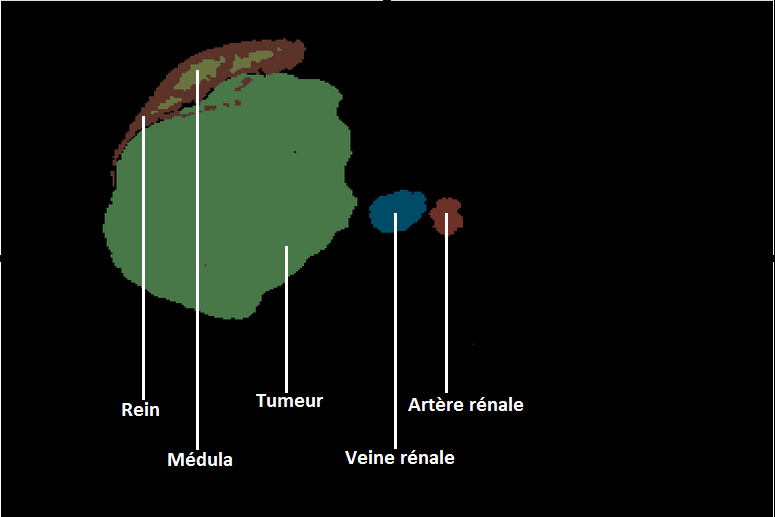 Rein
Tumeur
Artère rénale
Médula
Veine rénale